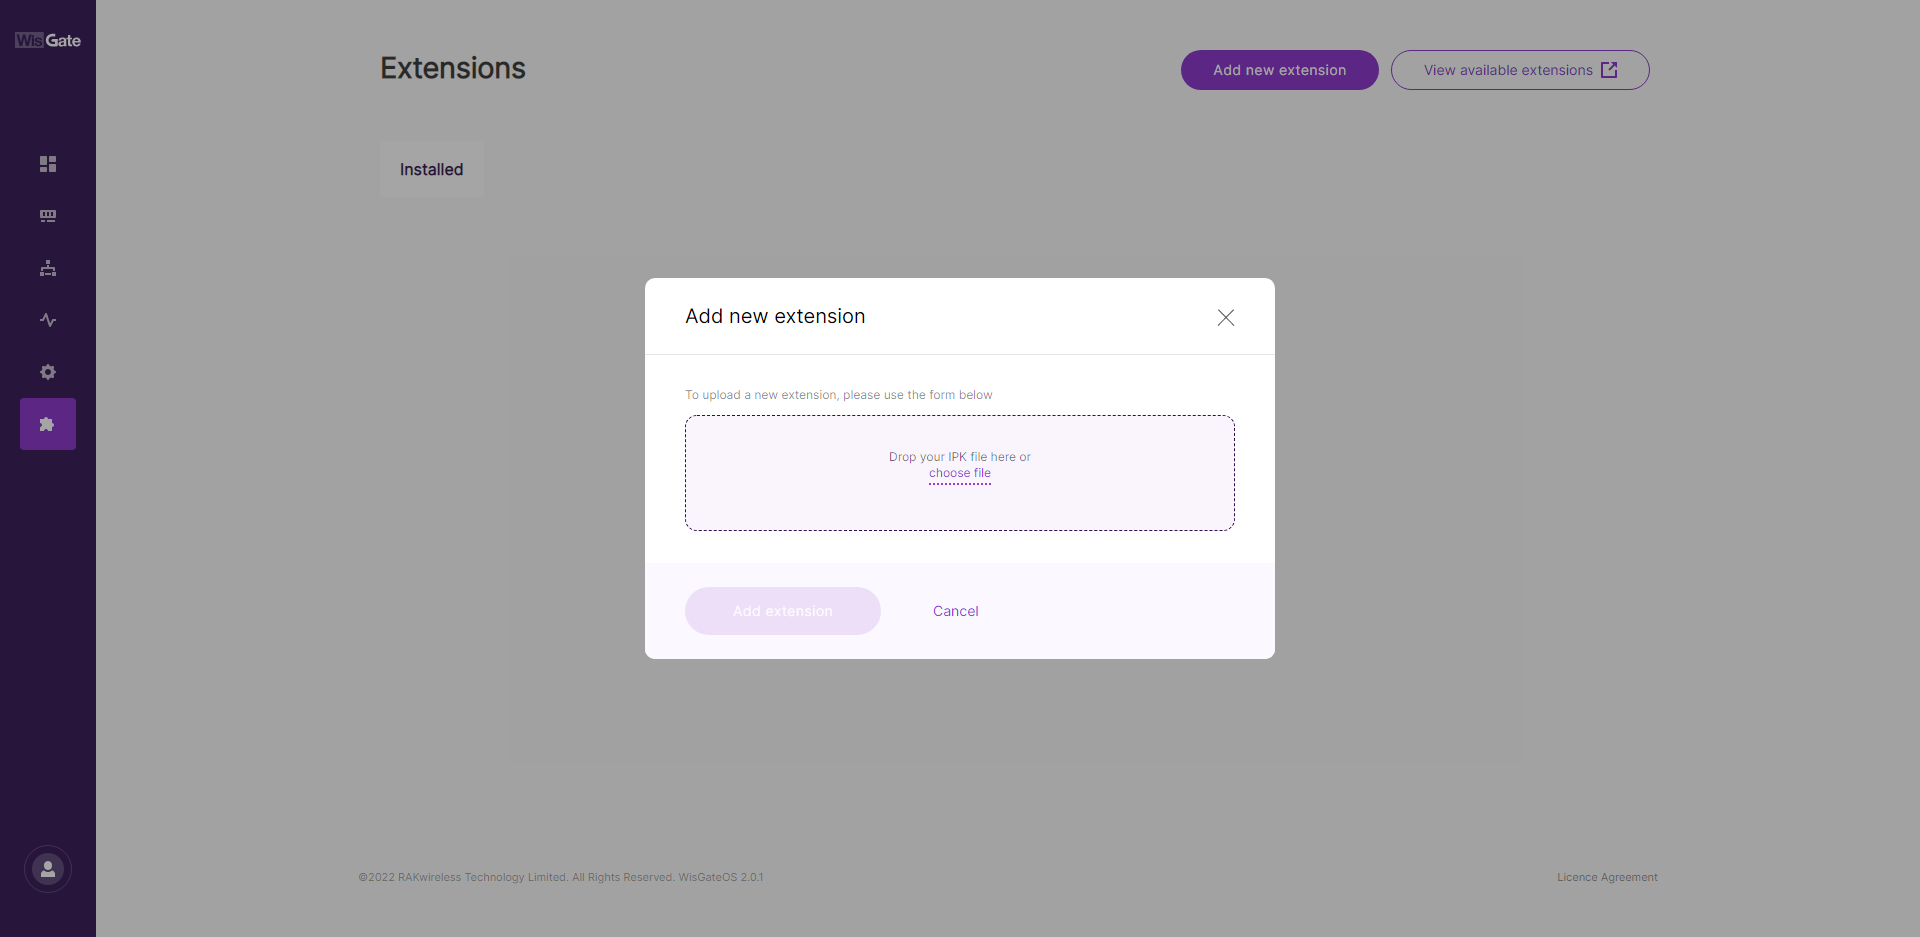 WisGate
Extensions
Add new extension
View available extensions
Installed
Add new extension
To upload a new extension, please use the form below
Drop your IPK file here or
choose file
Add extension
Cancel
©2022 RAKwireless Technology Limited. All Rights Reserved. WisGateOS 2.0.1
Licence Agreement